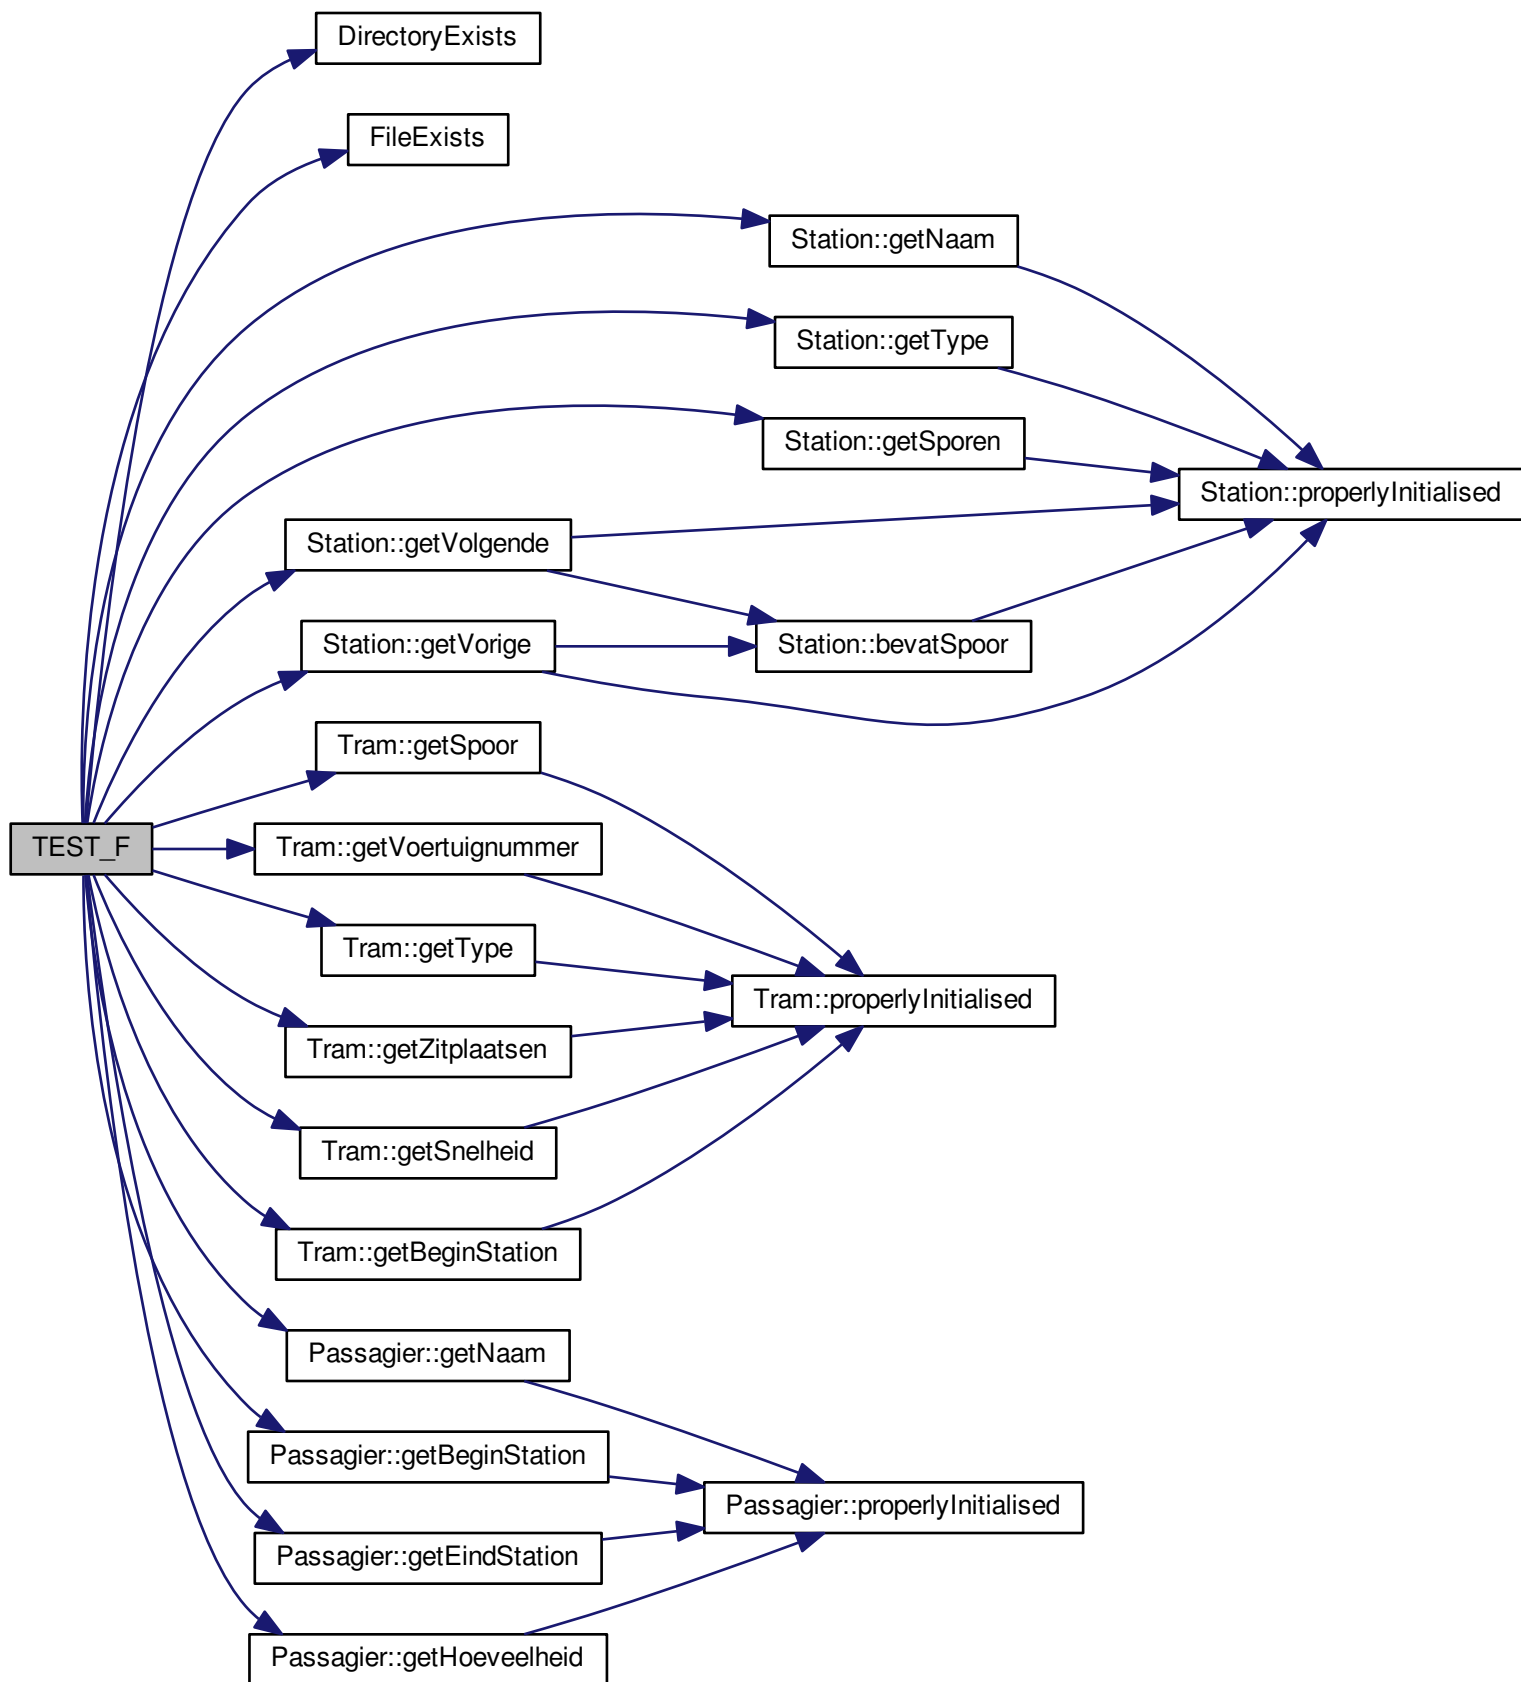 DirectoryExists
FileExists
Station::getNaam
Station::getType
Station::getSporen
Station::properlyInitialised
Station::getVolgende
Station::getVorige
Station::bevatSpoor
Tram::getSpoor
TEST_F
Tram::getVoertuignummer
Tram::getType
Tram::properlyInitialised
Tram::getZitplaatsen
Tram::getSnelheid
Tram::getBeginStation
Passagier::getNaam
Passagier::getBeginStation
Passagier::properlyInitialised
Passagier::getEindStation
Passagier::getHoeveelheid